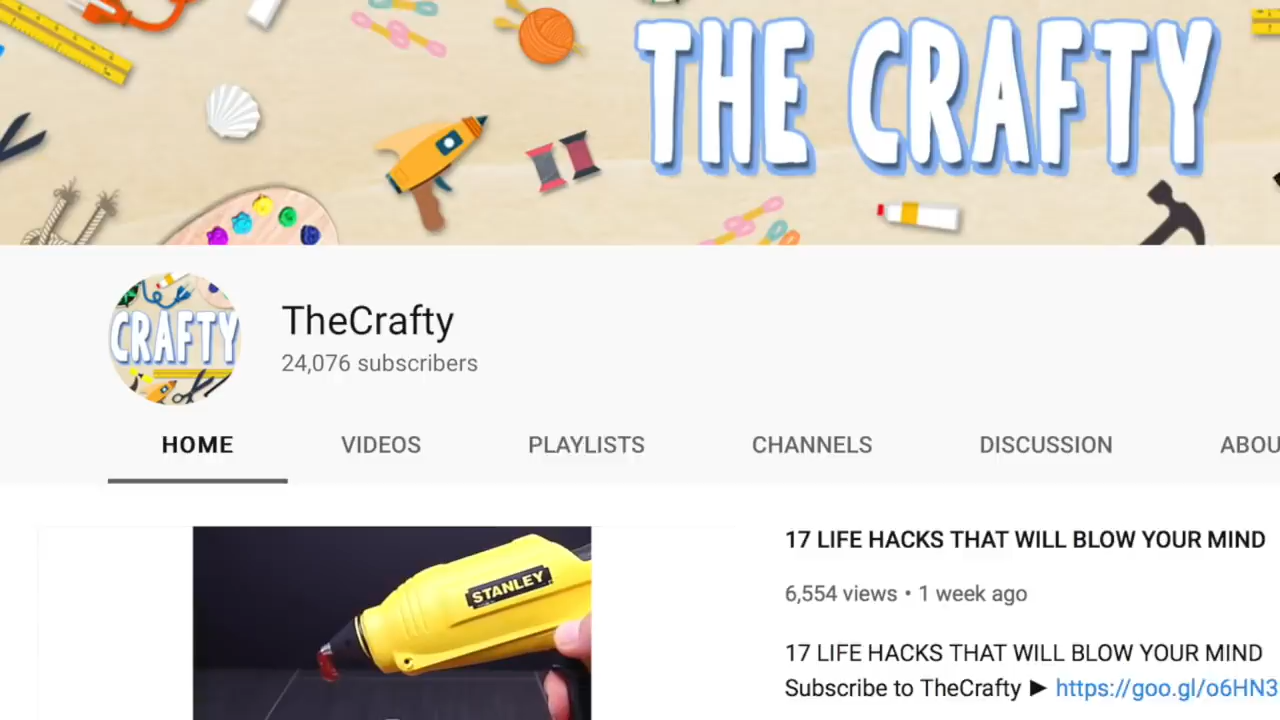 THE CRAFTY
CRAFTY
TheCrafty
24,076 subscribers
HOME VIDEOS PLAYLISTS CHANNELS DISCUSSION ABOU
STANLEY
17 LIFE HACKS THAT WILL BLOW YOUR MIND
6,554 views • 1 week ago
17 LIFE HACKS THAT WILL BLOW YOUR MIND
Subscribe to TheCrafty ► https://goo.gl/o6HN3